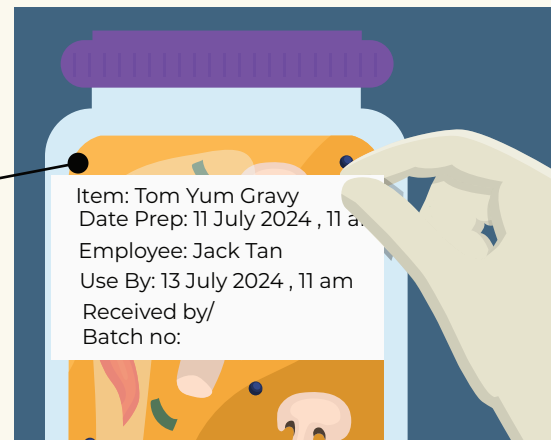 Item: Tom Yum Gravy
Date Prep: 11 July 2024 , 11 a
Employee: Jack Tan
Use By: 13 July 2024 , 11 am
Received by/
Batch no: